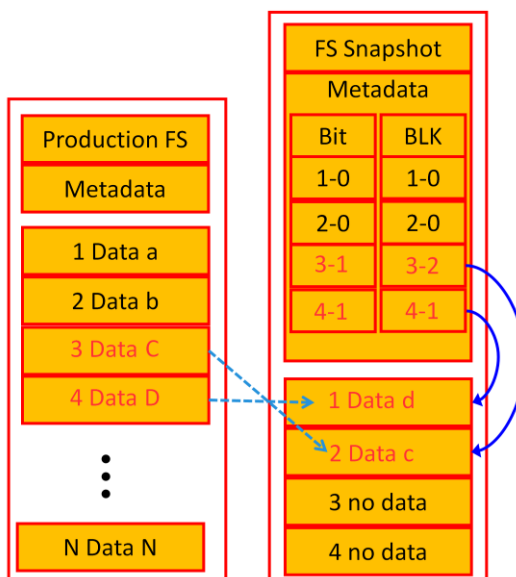 Production FS
Metadata
1 Data a
2 Data b
3 Data C
4 Data D
N Data N
FS Snapshot
Metadata
Bit BLK
1-0 1-0
2-0 2-0
3-1 3-2
4-1 4-1
1 Data d
2 Data c
3 no data
4 no data